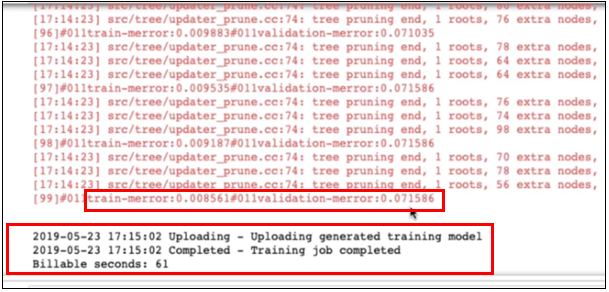 [17:14:23] src/tree/updater_prune.cc:74: tree pruning end, 1 roots, 80 extra nodes,
[17:14:23] src/tree/updater_prune.cc:74: tree pruning end, 1 roots, 76 extra nodes,
[96]#011train-merror:0.009883#011validation-merror:0.071035
[17:14:23] src/tree/updater_prune.cc:74: tree pruning end, 1 roots, 78 extra nodes,
[17:14:23] src/tree/updater_prune.cc:74: tree pruning end, 1 roots, 64 extra nodes,
[17:14:23] src/tree/updater_prune.cc:74: tree pruning end, 1 roots, 64 extra nodes,
[97]#011train-merror:0.009535#011validation-merror:0.071586
[17:14:23] src/tree/updater_prune.cc:74: tree pruning end, 1 roots, 76 extra nodes,
[17:14:23] src/tree/updater_prune.cc:74: tree pruning end, 1 roots, 74 extra nodes,
[17:14:23] src/tree/updater_prune.cc:74: tree pruning end, 1 roots, 98 extra nodes,
[98]#011train-merror:0.009187#011validation-merror:0.071586
[17:14:23] src/tree/updater_prune.cc:74: tree pruning end, 1 roots, 70 extra nodes,
[17:14:23] src/tree/updater_prune.cc:74: tree pruning end, 1 roots, 78 extra nodes,
[17:14:23] src/tree/updater_prune.cc:74: tree pruning end, 1 roots, 56 extra nodes,
[99]#011train-merror:0.008561#011validation-merror:0.071586
2019-05-23 17:15:02 Uploading - Uploading generated training model
2019-05-23 17:15:02 Completed - Training job completed
Billable seconds: 61